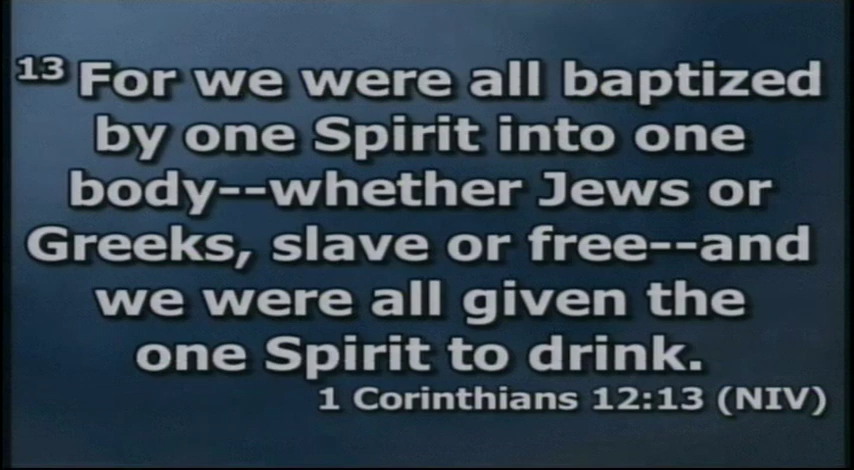 13 For we were all baptized
by one Spirit into one
body--whether Jews or
Greeks, slave or free--and
we were all given the
one Spirit to drink.
1 Corinthians 12:13 (NIV)